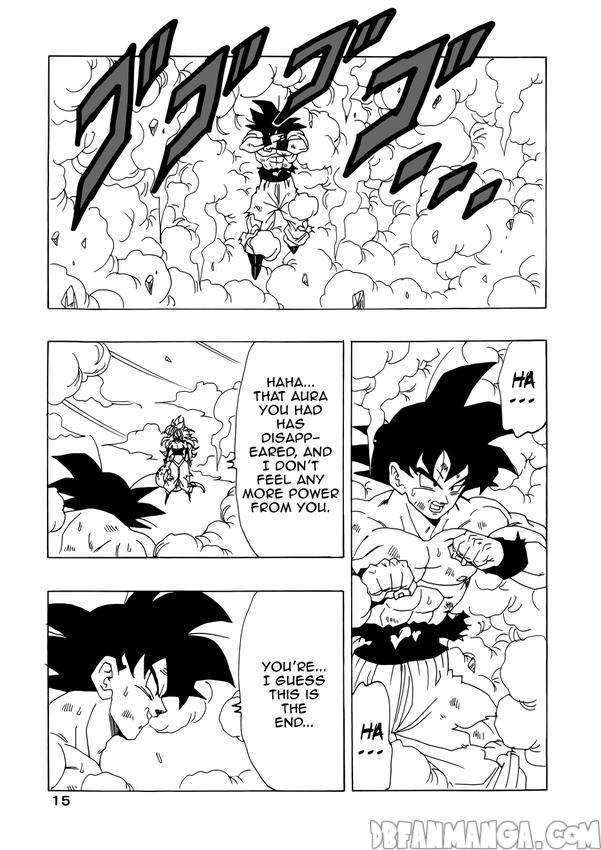 ゴゴゴゴ...
HA
...
HAHA...
THAT AURA
YOU HAD
HAS
DISAPP-
EARED, AND
I DON'T
FEEL ANY
MORE POWER
FROM YOU.
HA
...
YOU'RE...
I GUESS
THIS IS
THE
END...
15
DBFANMANGA.COM